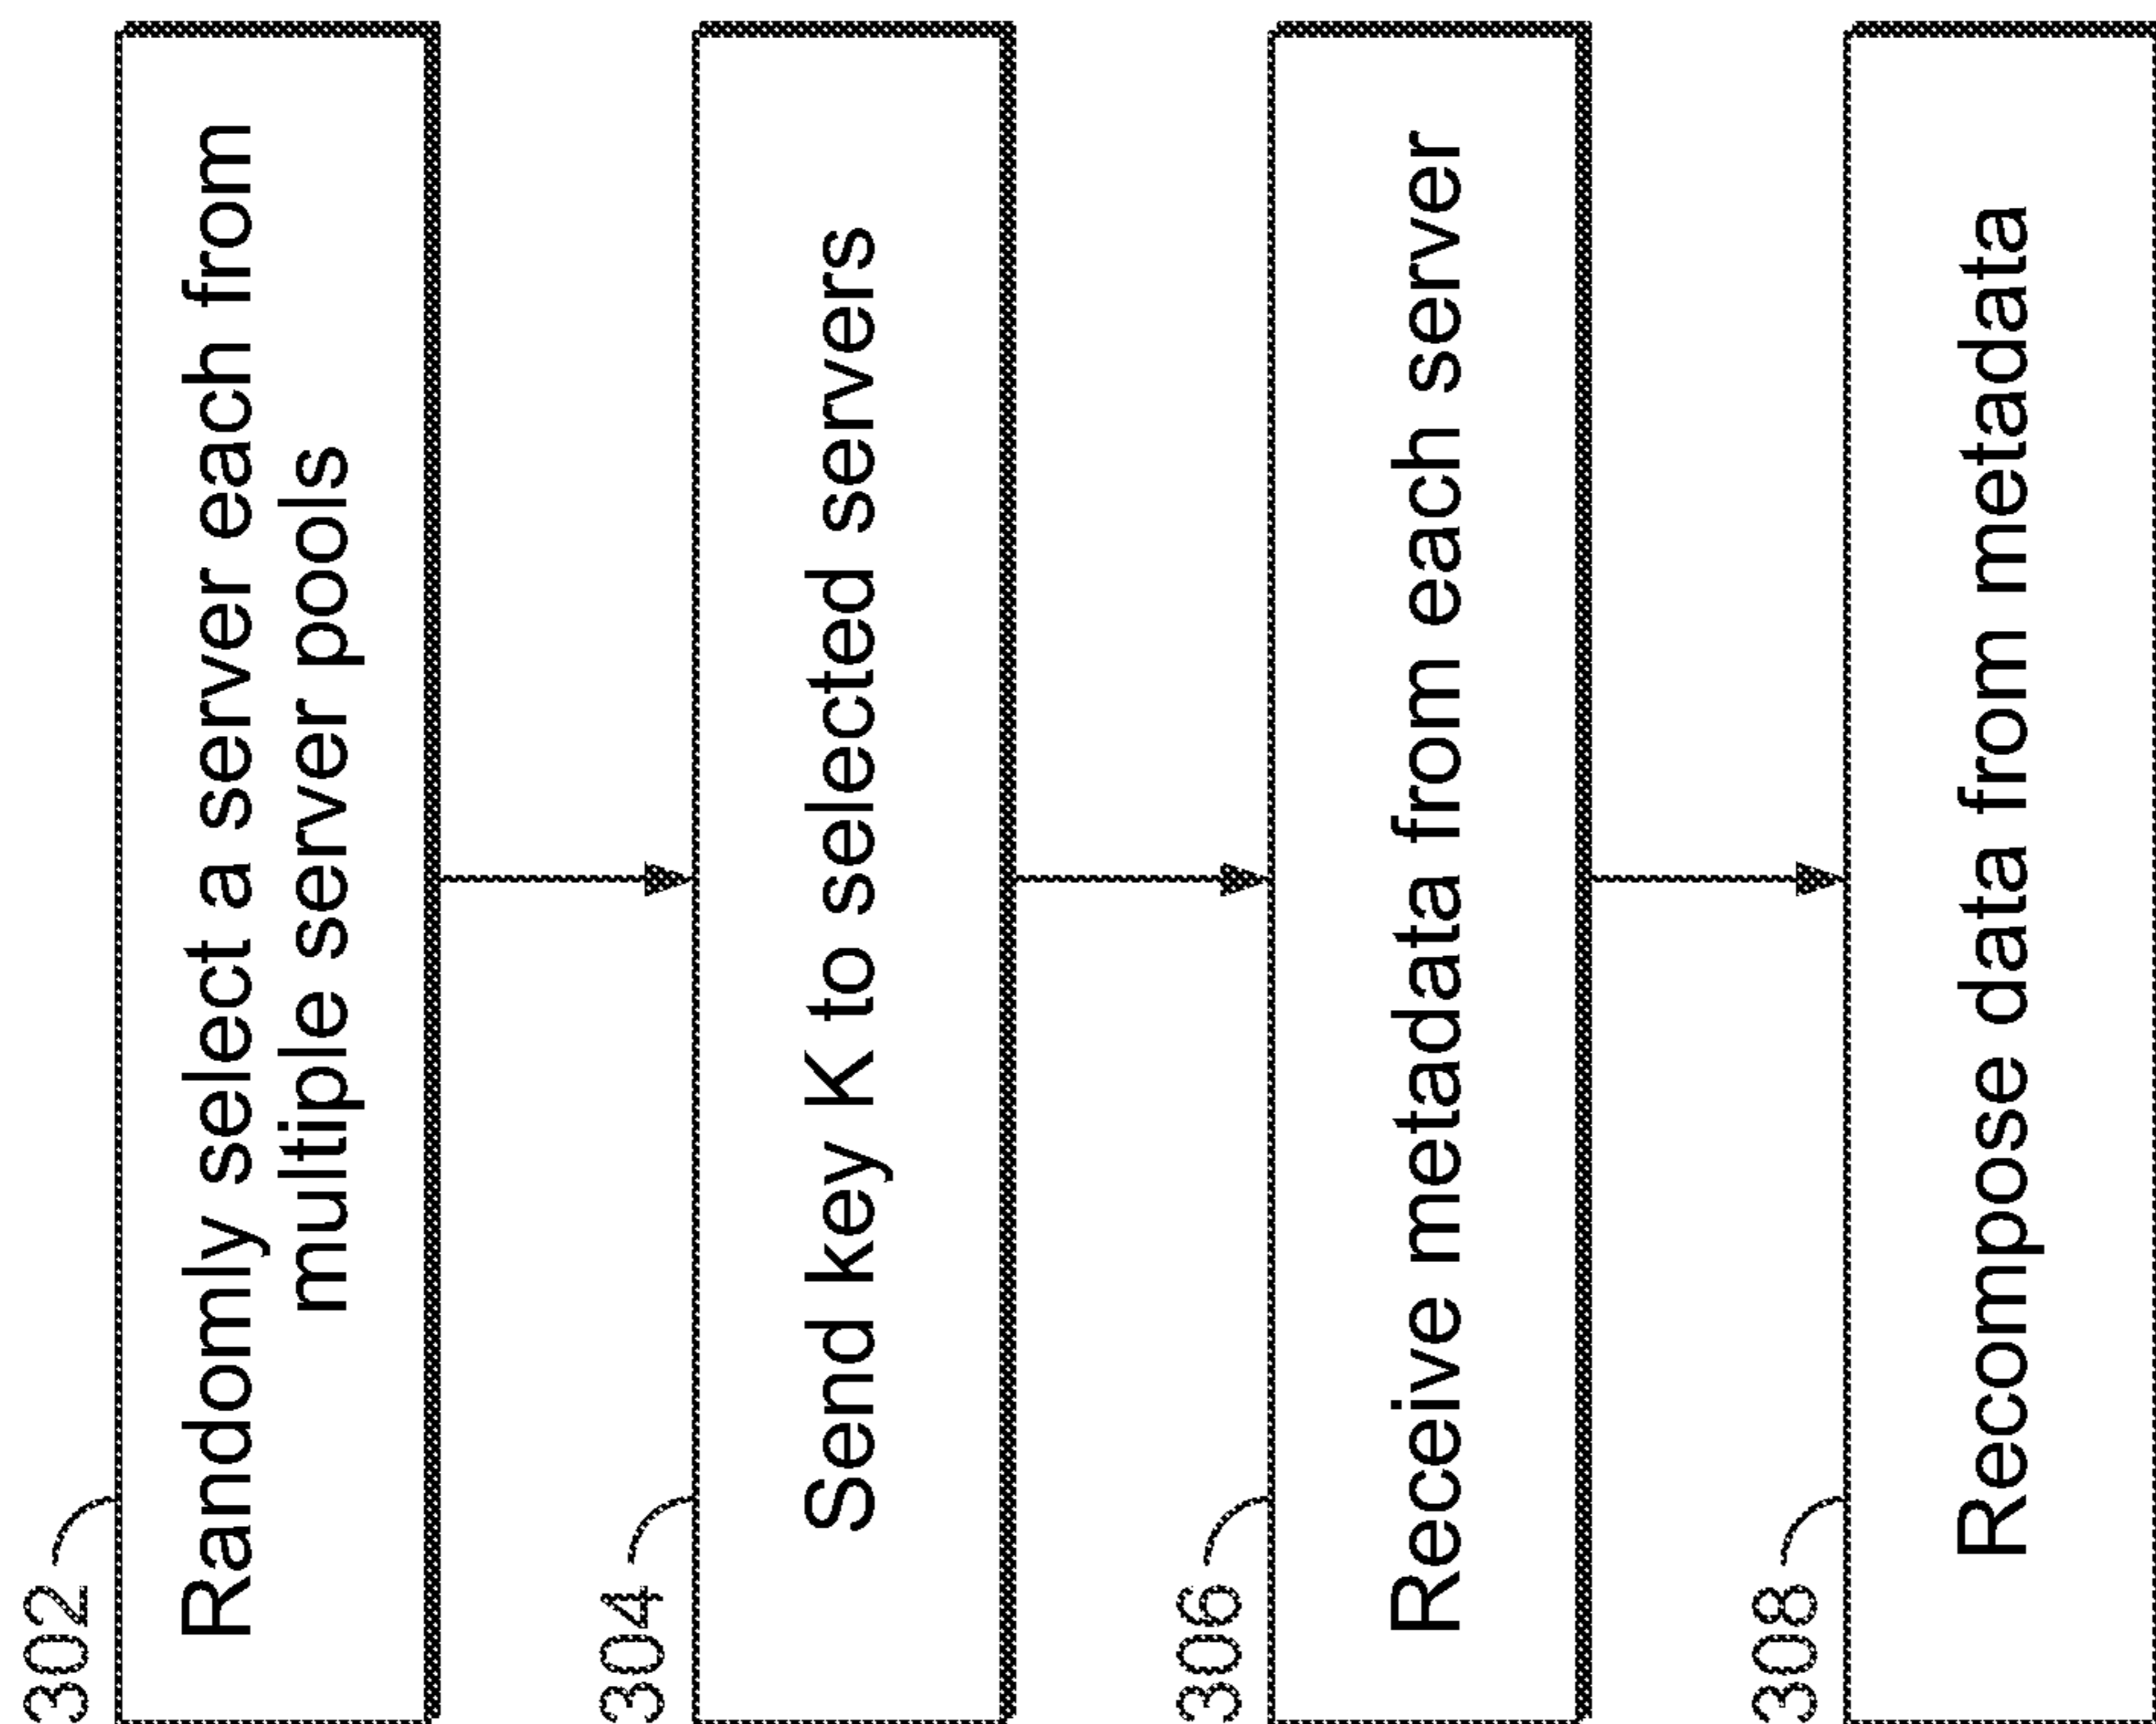 302
Randomly select a server each from
multiple server pools
304
Send key K to selected servers
306
Receive metadata from each server
308
Recompose data from metadata